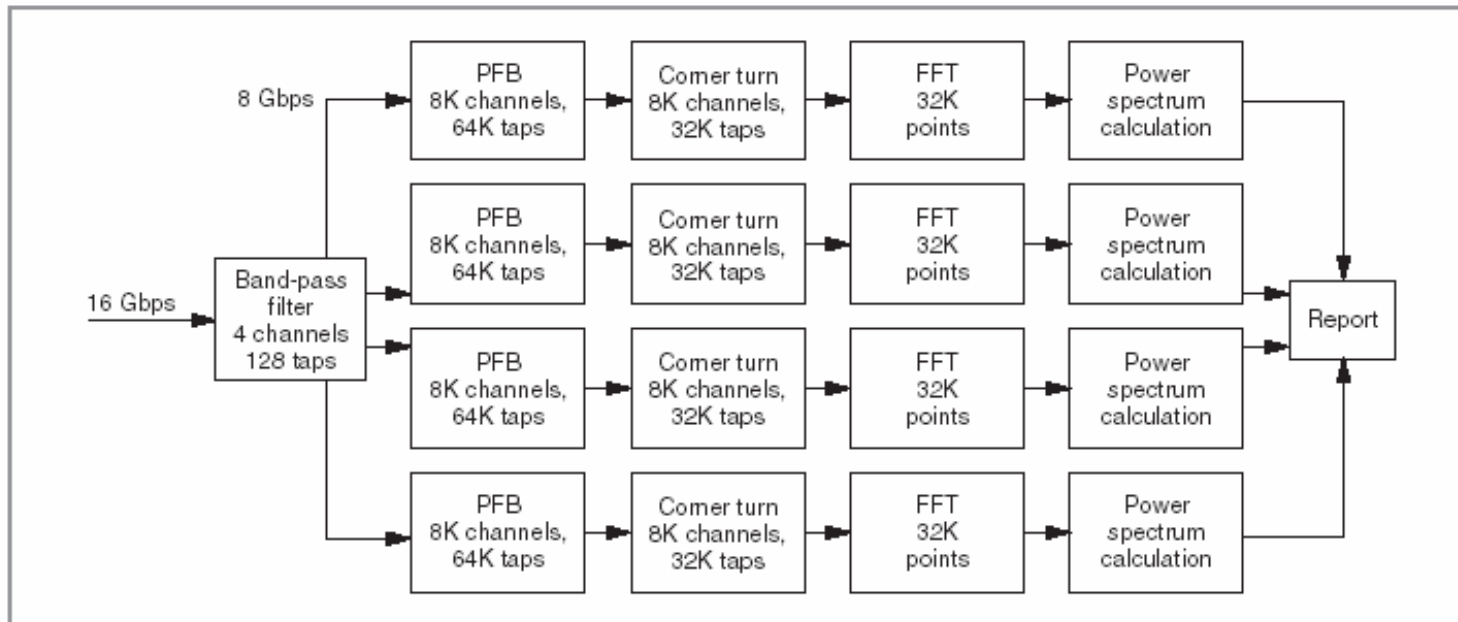 8 Gbps
PFB
8K channels,
64K taps
Corner turn
8K channels,
32K taps
FFT
32K
points
Power
spectrum
calculation
PFB
8K channels,
64K taps
Corner turn
8K channels,
32K taps
FFT
32K
points
Power
spectrum
calculation
16 Gbps
Band-pass
filter
4 channels
128 taps
Report
PFB
8K channels,
64K taps
Corner turn
8K channels,
32K taps
FFT
32K
points
Power
spectrum
calculation
PFB
8K channels,
64K taps
Corner turn
8K channels,
32K taps
FFT
32K
points
Power
spectrum
calculation